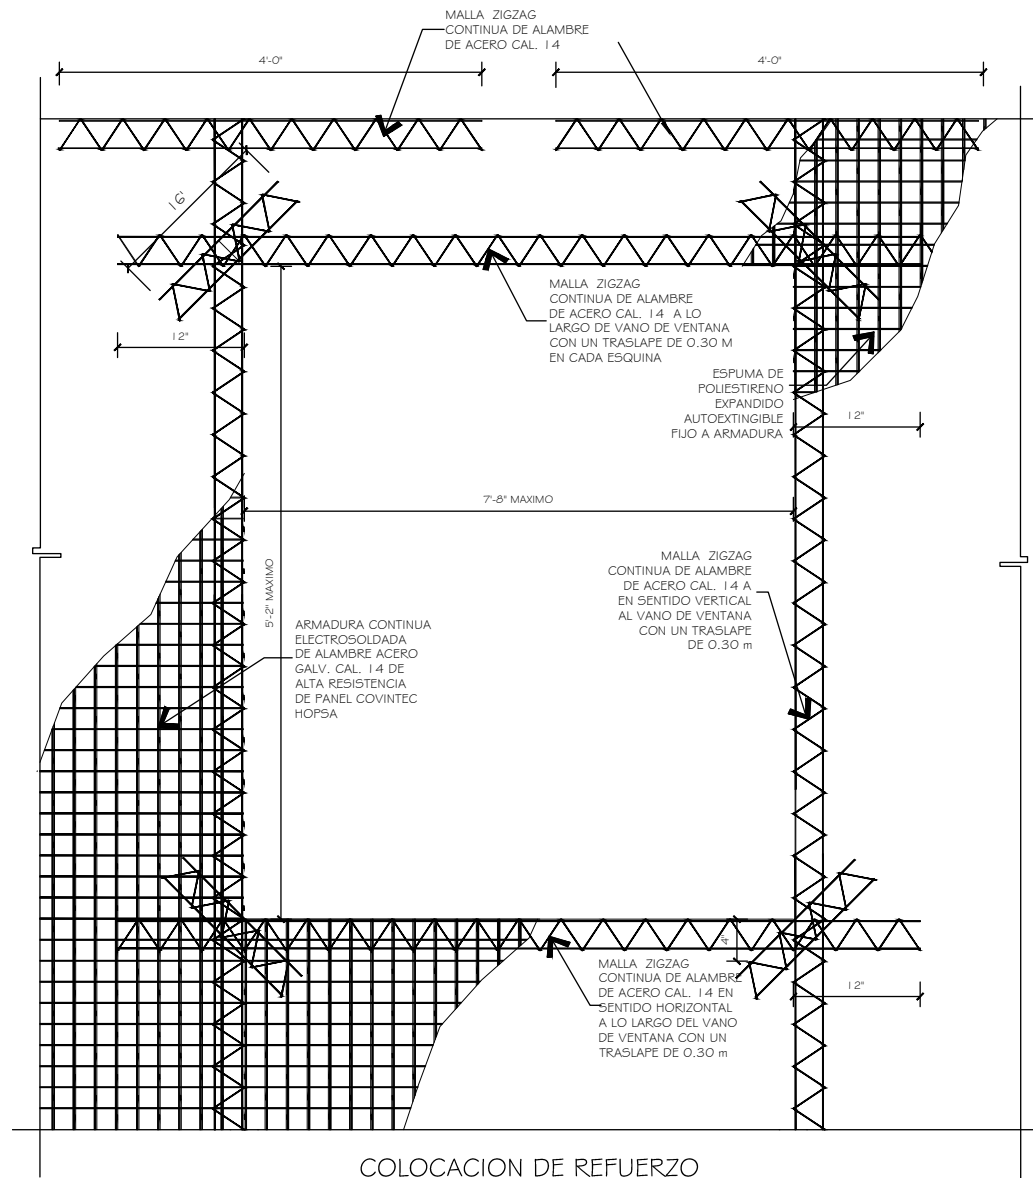 MALLA ZIGZAG
CONTINUA DE ALAMBRE
DE ACERO CAL. 14
4'-0"
4'-0"
16'
MALLA ZIGZAG
CONTINUA DE ALAMBRE
DE ACERO CAL. 14 A LO
LARGO DE VANO DE VENTANA
CON UN TRASLAPE DE 0.30 M
EN CADA ESQUINA
12"
ESPUMA DE
POLIESTIRENO
EXPANDIDO
AUTOEXTINGIBLE
FIJO A ARMADURA
12"
7'-8" MAXIMO
5'-2" MAXIMO
MALLA ZIGZAG
CONTINUA DE ALAMBRE
DE ACERO CAL. 14 A
EN SENTIDO VERTICAL
AL VANO DE VENTANA
CON UN TRASLAPE
DE 0.30 m
ARMADURA CONTINUA
ELECTROSOLDADA
DE ALAMBRE ACERO
GALV. CAL. 14 DE
ALTA RESISTENCIA
DE PANEL COVINTEC
HOPSA
4"
MALLA ZIGZAG
CONTINUA DE ALAMBRE
DE ACERO CAL. 14 EN
SENTIDO HORIZONTAL
A LO LARGO DEL VANO
DE VENTANA CON UN
TRASLAPE DE 0.30 m
12"
COLOCACION DE REFUERZO